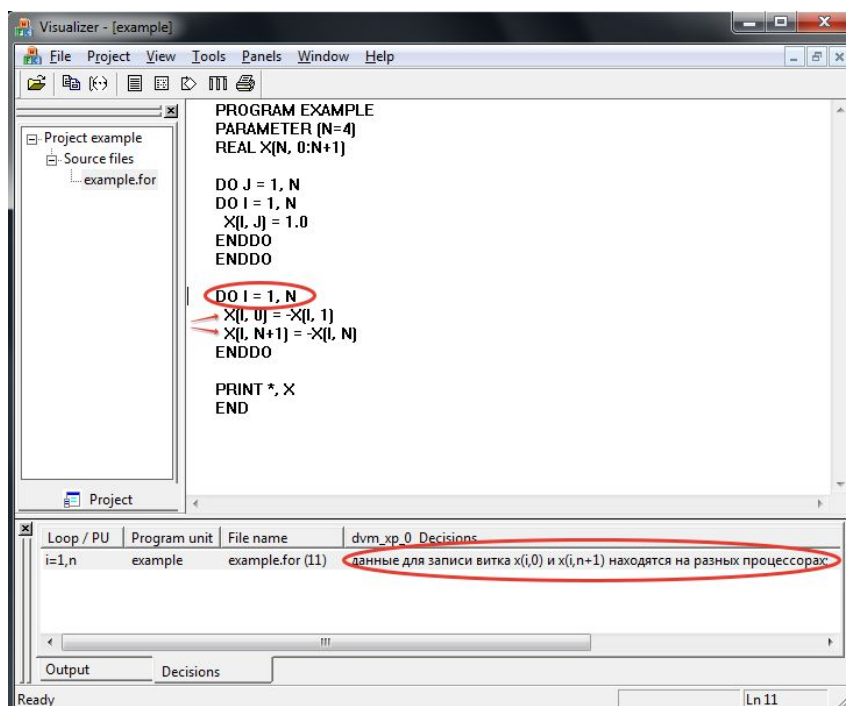 Visualizer - [example]
File Project View Tools Panels Window Help
Project example
Source files
example.for
Project
PROGRAM EXAMPLE
PARAMETER (N=4)
REAL X(N, 0:N+1)
DO J = 1, N
DO I = 1, N
X(I, J) = 1.0
ENDDO
ENDDO
DO I = 1, N
X(I, 0) = -X(I, 1)
X(I, N+1) = -X(I, N)
ENDDO
PRINT *, X
END
Loop / PU Program unit File name dvm_xp_0 Decisions
i=1,n example example.for (11) данные для записи витка x(i,0) и x(i,n+1) находятся на разных процессорах;
Output Decisions
Ready Ln 11